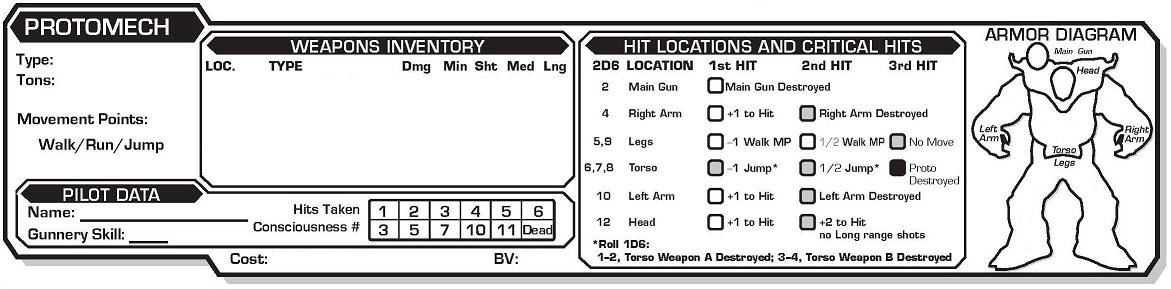 PROTOMECH
Type:
Tons:
Movement Points:
Walk/Run/Jump
WEAPONS INVENTORY
LOC. TYPE Dmg Min Sht Med Lng
PILOT DATA
Name:
Gunnery Skill:
Hits Taken 1 2 3 4 5 6
Consciousness # 3 5 7 10 11 Dead
Cost: BV:
HIT LOCATIONS AND CRITICAL HITS
2D6 LOCATION 1st HIT 2nd HIT 3rd HIT
2 Main Gun Main Gun Destroyed
4 Right Arm +1 to Hit Right Arm Destroyed
5,9 Legs -1 Walk MP 1/2 Walk MP No Move
6,7,8 Torso -1 Jump* 1/2 Jump* Proto
Destroyed
10 Left Arm +1 to Hit Left Arm Destroyed
12 Head +1 to Hit +2 to Hit
no Long range shots
*Roll 1D6:
1-2, Torso Weapon A Destroyed; 3-4, Torso Weapon B Destroyed
ARMOR DIAGRAM
Main Gun
Head
Left
Arm
Right
Arm
Torso
Legs